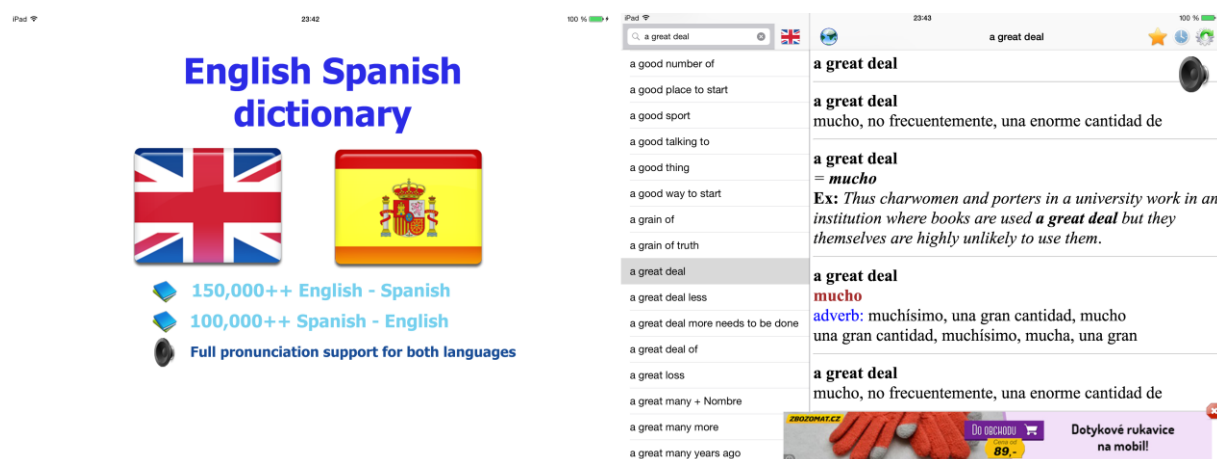 iPad
23:42
100 %
English Spanish
dictionary
150,000++ English - Spanish
100,000++ Spanish - English
Full pronunciation support for both languages
iPad
23:43
100 %
a great deal
a great deal
a good number of
a good place to start
a good sport
a good talking to
a good thing
a good way to start
a grain of
a grain of truth
a great deal
a great deal less
a great deal more needs to be done
a great deal of
a great loss
a great many + Nombre
a great many more
a great many years ago
a great deal
a great deal
mucho, no frecuentemente, una enorme cantidad de
a great deal
= mucho
Ex: Thus charwomen and porters in a university work in an
institution where books are used a great deal but they
themselves are highly unlikely to use them.
a great deal
mucho
adverb: muchísimo, una gran cantidad, mucho
una gran cantidad, muchísimo, mucha, una gran
a great deal
mucho, no frecuentemente, una enorme cantidad de
ZBOZOMAT.CZ
DO OBCHODU
Cena od
89,-
Dotykové rukavice
na mobil!